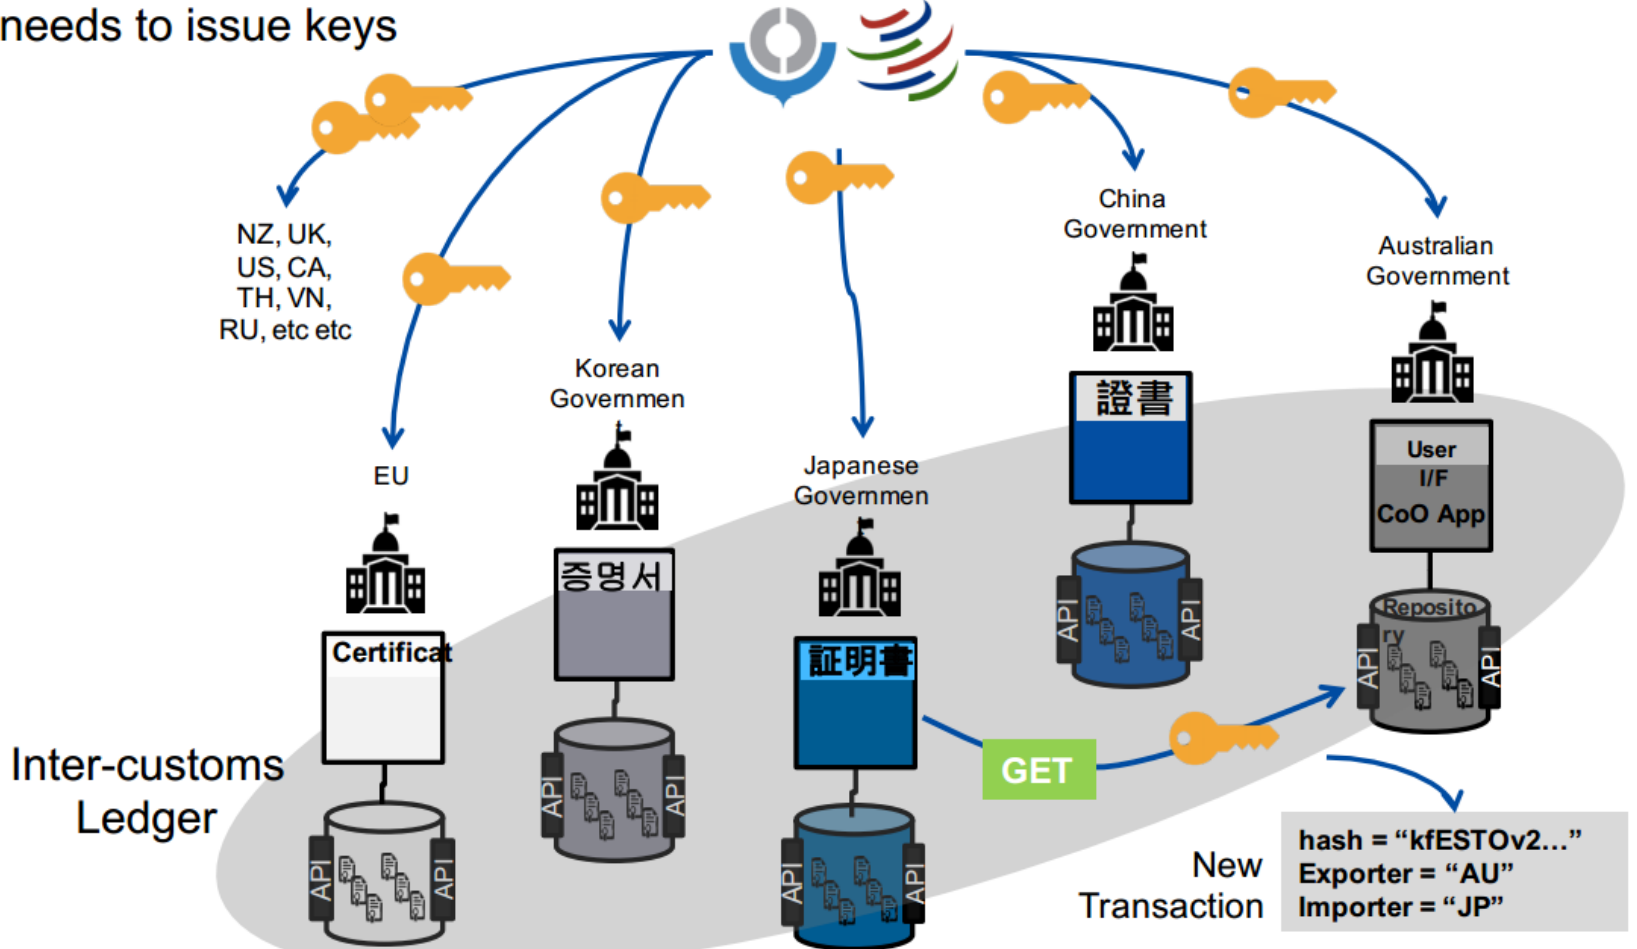 needs to issue keys
NZ, UK,
US, CA,
TH, VN,
RU, etc etc
China
Government
Australian
Government
Korean
Governmen
t
EU
Japanese
Governmen
證書
User
I/F
CoO App
증명서
Certificat
証明書
API
API
API
API
Reposito
ry
API
API
API
API
API
API
GET
Inter-customs
Ledger
New
Transaction
hash = “kfESTOv2...”
Exporter = “AU”
Importer = “JP”